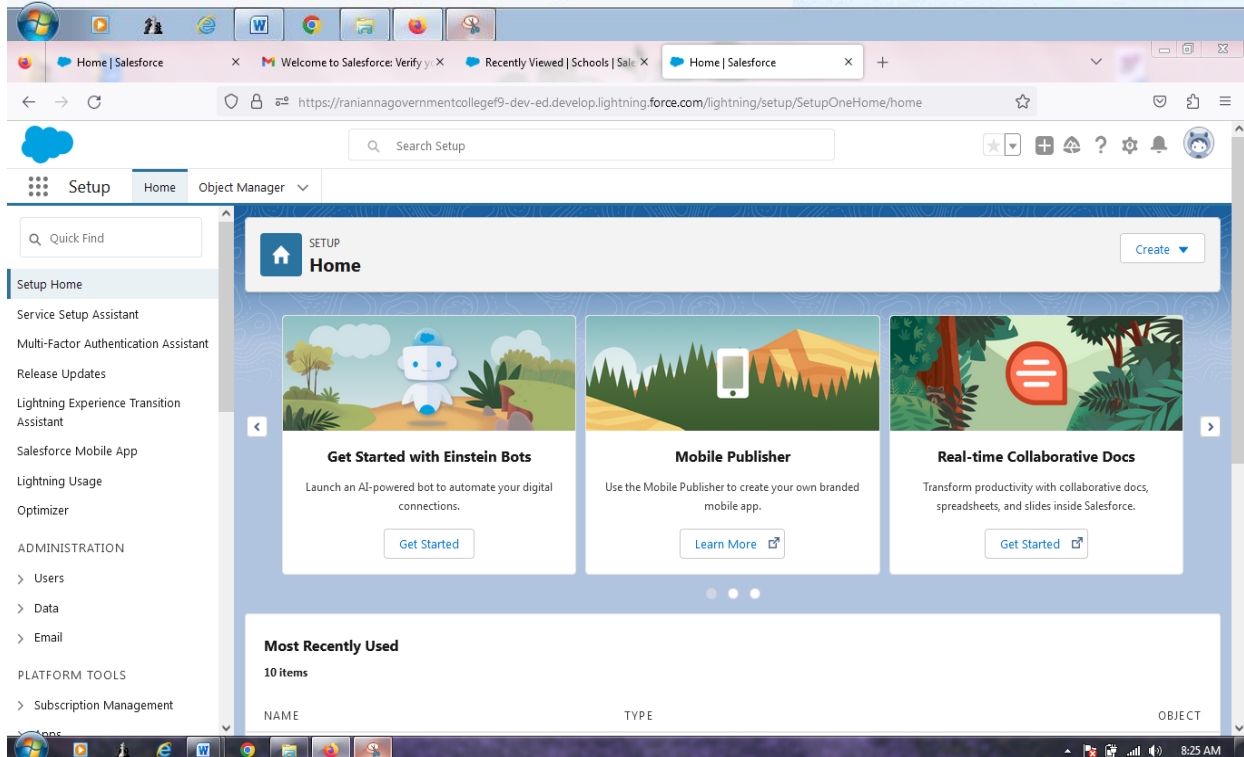 Home | Salesforce
Welcome to Salesforce: Verify yo
Recently Viewed | Schools | Sale
Home | Salesforce
https://raniannagovernmentcollegef9-dev-ed.develop.lightning.force.com/lightning/setup/SetupOneHome/home
Search Setup
Setup
Home
Object Manager
Quick Find
Setup Home
Service Setup Assistant
Multi-Factor Authentication Assistant
Release Updates
Lightning Experience Transition
Assistant
Salesforce Mobile App
Lightning Usage
Optimizer
ADMINISTRATION
Users
Data
Email
PLATFORM TOOLS
Subscription Management
Apps
SETUP
Home
Create
Get Started with Einstein Bots
Launch an AI-powered bot to automate your digital
connections.
Get Started
Mobile Publisher
Use the Mobile Publisher to create your own branded
mobile app.
Learn More
Real-time Collaborative Docs
Transform productivity with collaborative docs,
spreadsheets, and slides inside Salesforce.
Get Started
Most Recently Used
10 items
NAME TYPE OBJECT
8:25 AM